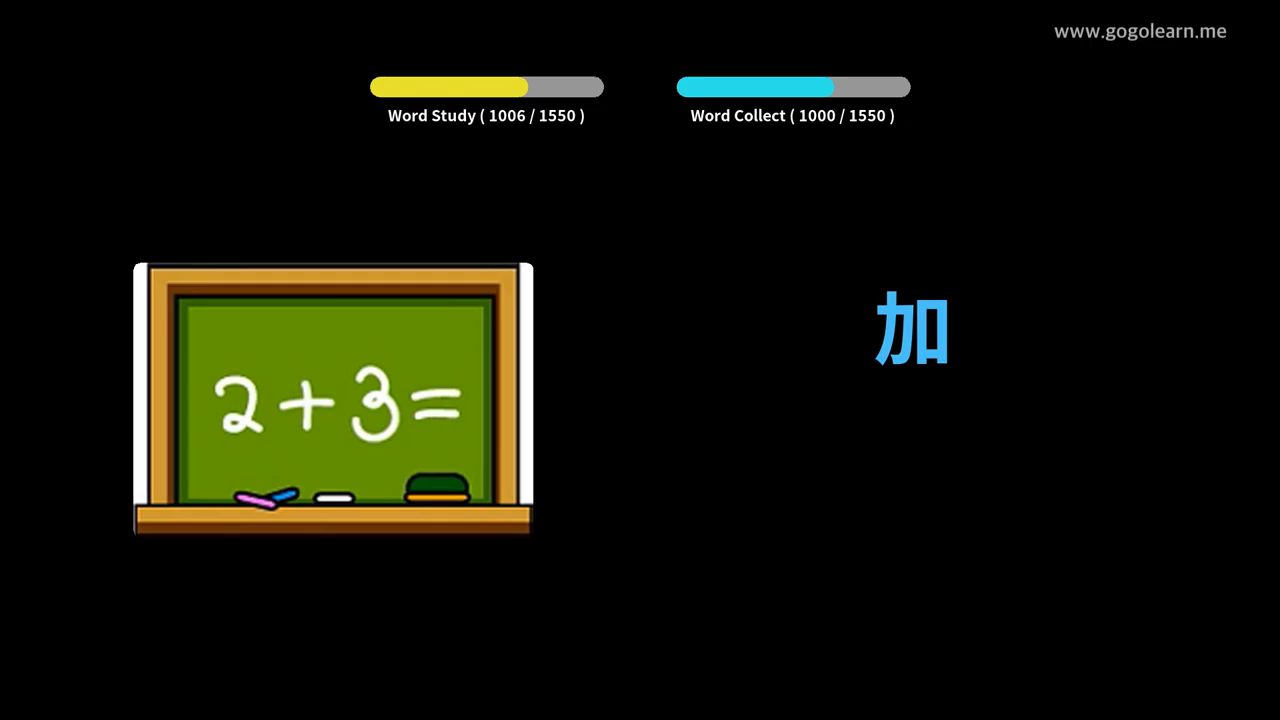 www.gogolearn.me
Word Study ( 1006 / 1550 )
Word Collect ( 1000 / 1550 )
加
2+3=